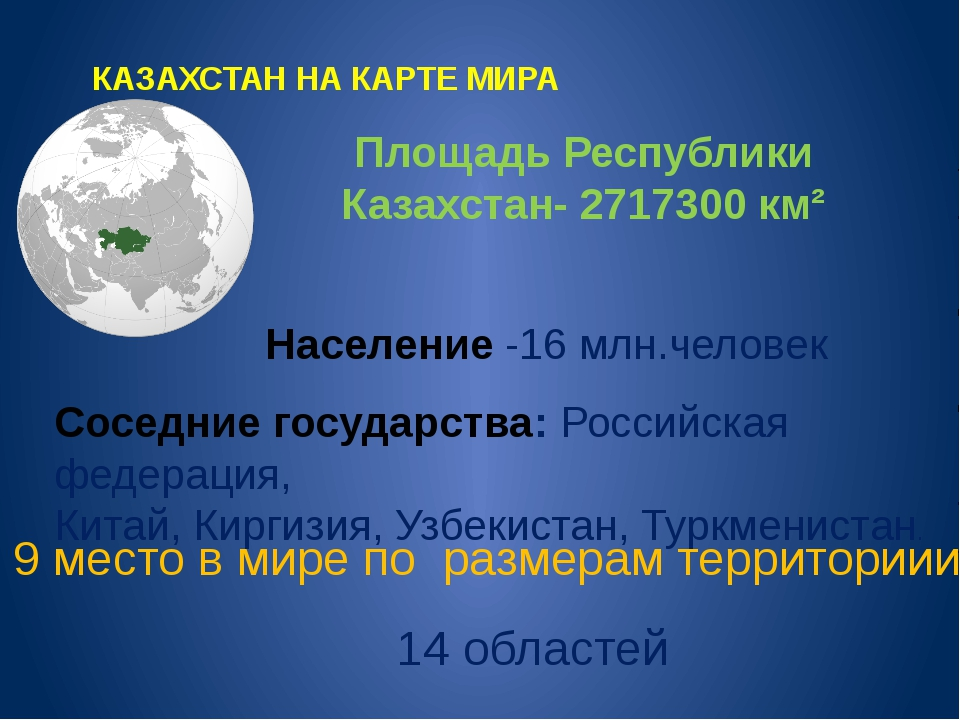 КАЗАХСТАН НА КАРТЕ МИРА
Площадь Республики
Казахстан- 2717300 км²
Население -16 млн.человек
Соседние государства: Российская
федерация,
Китай, Киргизия, Узбекистан, Туркменистан.
9 место в мире по  размерам территориии
14 областей